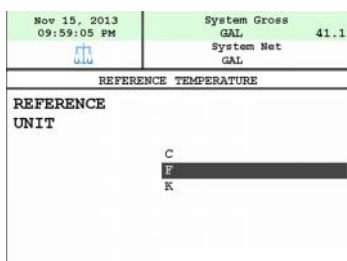 Nov 15, 2013
09:59:05 PM
System Gross
GAL 41.1
System Net
GAL
REFERENCE TEMPERATURE
REFERENCE
UNIT
C
F
K